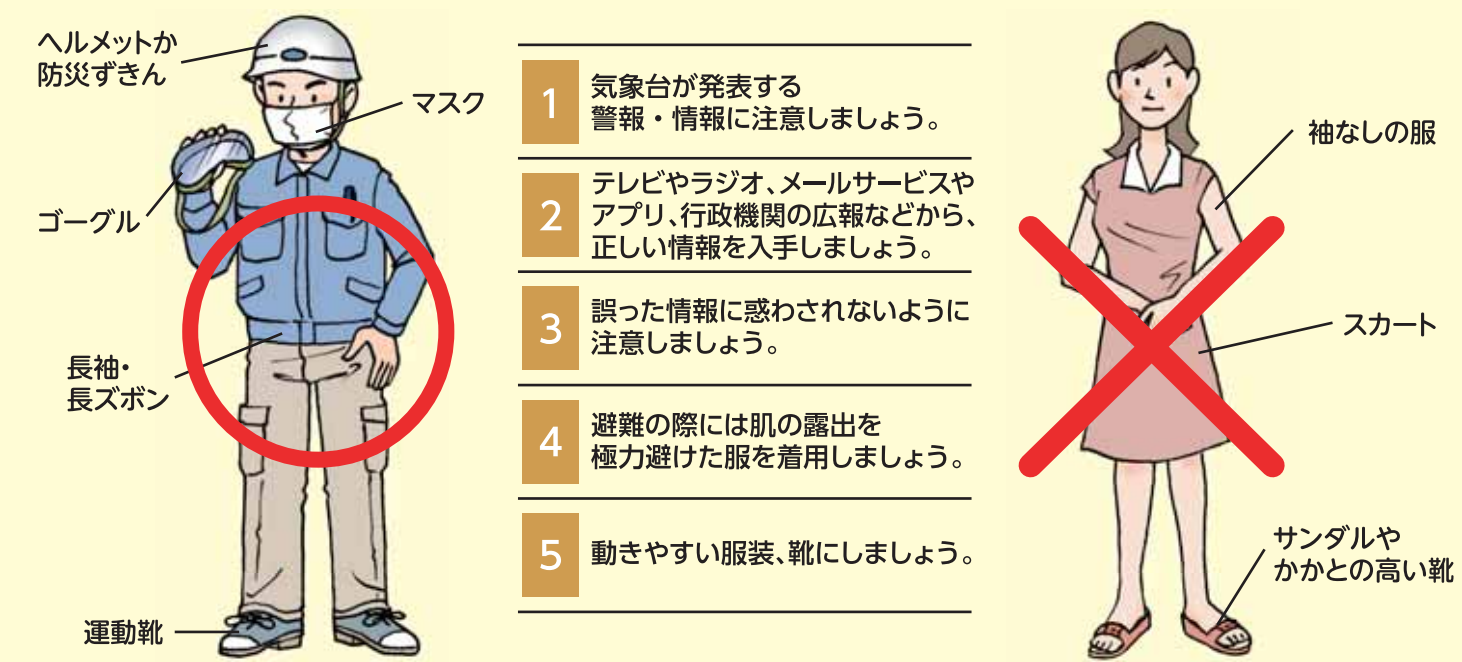 ヘルメットか
防災ずきん
マスク
ゴーグル
長袖・
長ズボン
運動靴
1
気象台が発表する
警報・情報に注意しましょう。
2
テレビやラジオ、メールサービスや
アプリ、行政機関の広報などから、
正しい情報を入手しましょう。
3
誤った情報に惑わされないように
注意しましょう。
4
避難の際には肌の露出を
極力避けた服を着用しましょう。
5
動きやすい服装、靴にしましょう。
袖なしの服
スカート
サンダルや
かかとの高い靴